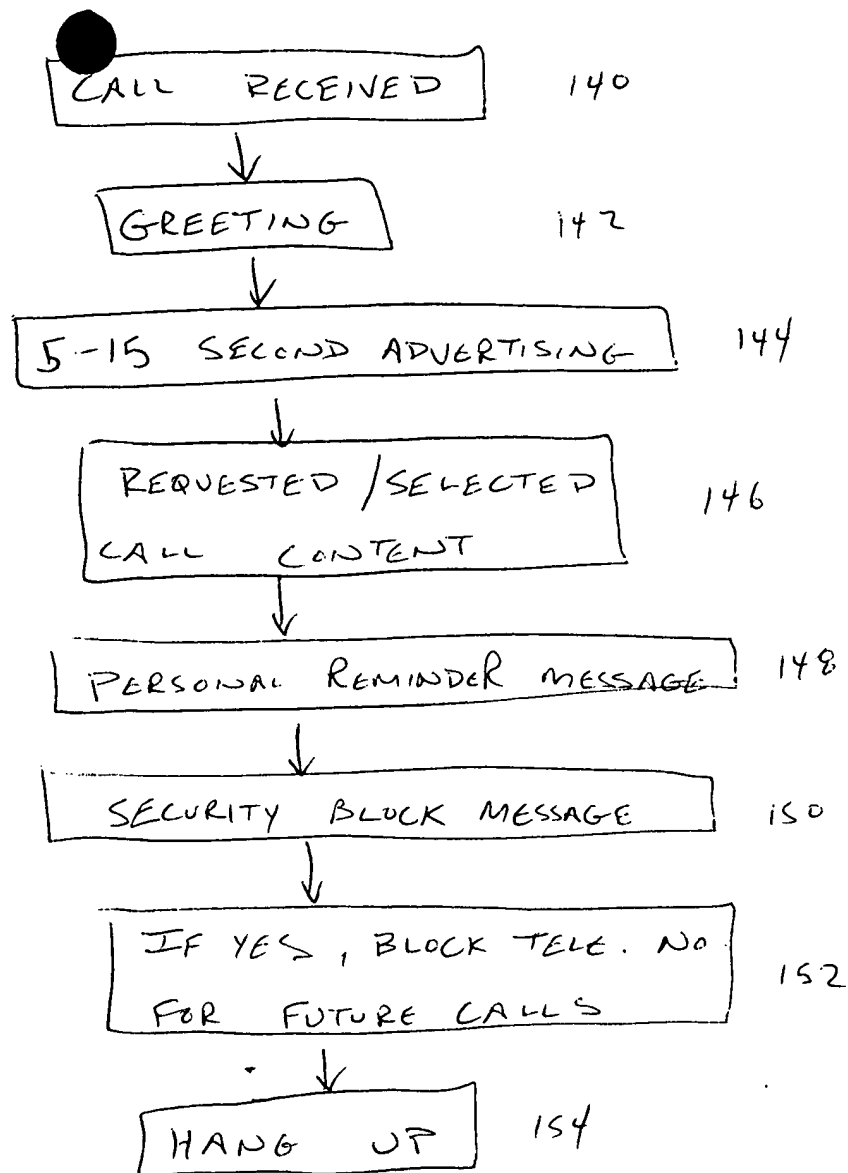 CALL RECEIVED 140
GREETING 142
5-15 SECOND ADVERTISING 144
REQUESTED / SELECTED
CALL CONTENT 146
PERSONAL REMINDER MESSAGE 148
SECURITY BLOCK MESSAGE 150
IF YES, BLOCK TELE. NO
FOR FUTURE CALLS 152
HANG UP 154